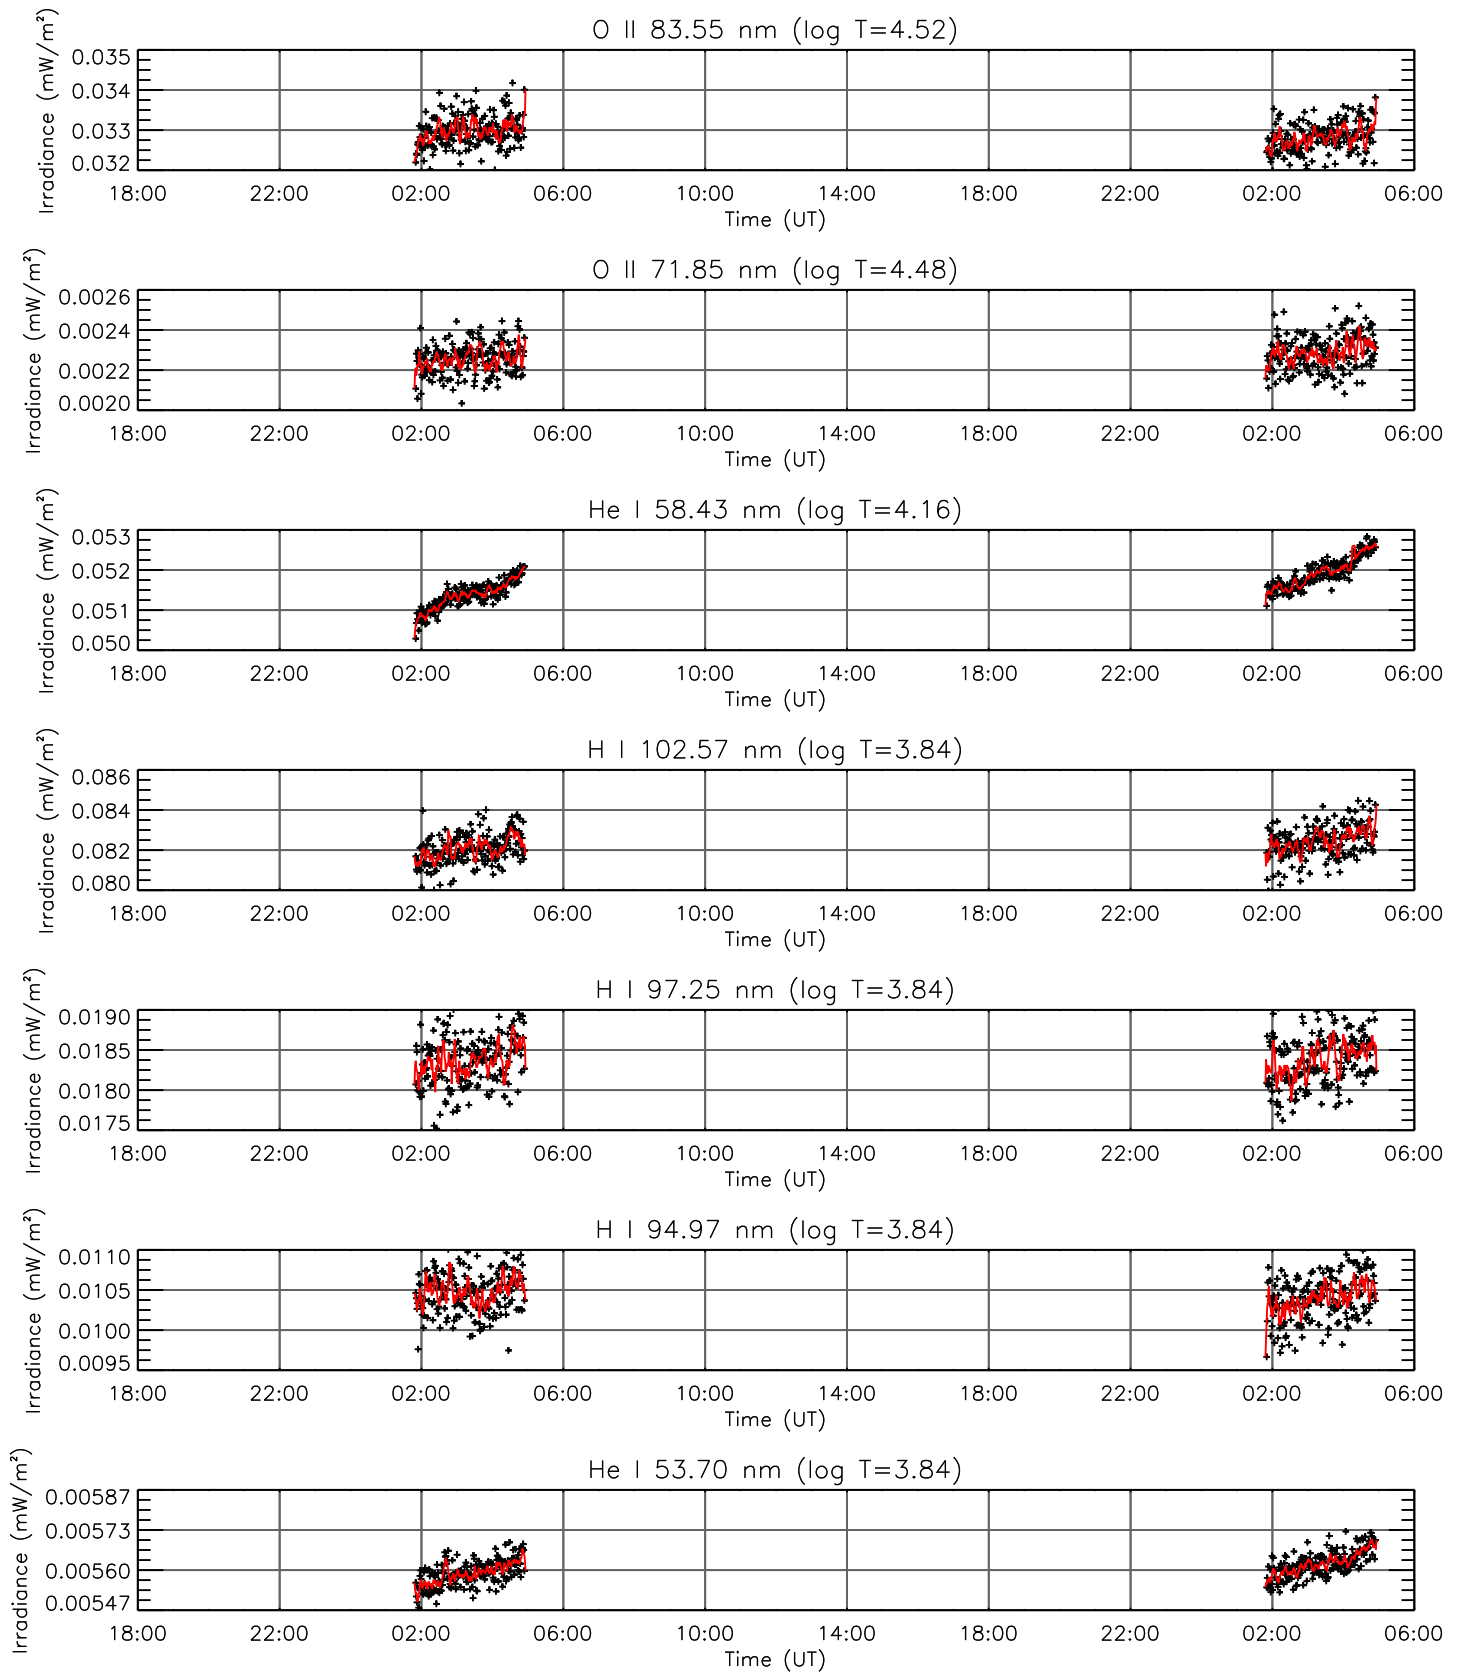 O II 83.55 nm (log T=4.52)
Irradiance (mW/m²)
0.035
0.034
0.033
0.032
18:00 22:00 02:00 06:00 10:00 14:00 18:00 22:00 02:00 06:00
Time (UT)
O II 71.85 nm (log T=4.48)
Irradiance (mW/m²)
0.0026
0.0024
0.0022
0.0020
18:00 22:00 02:00 06:00 10:00 14:00 18:00 22:00 02:00 06:00
Time (UT)
He I 58.43 nm (log T=4.16)
Irradiance (mW/m²)
0.053
0.052
0.051
0.050
18:00 22:00 02:00 06:00 10:00 14:00 18:00 22:00 02:00 06:00
Time (UT)
H I 102.57 nm (log T=3.84)
Irradiance (mW/m²)
0.086
0.084
0.082
0.080
18:00 22:00 02:00 06:00 10:00 14:00 18:00 22:00 02:00 06:00
Time (UT)
H I 97.25 nm (log T=3.84)
Irradiance (mW/m²)
0.0190
0.0185
0.0180
0.0175
18:00 22:00 02:00 06:00 10:00 14:00 18:00 22:00 02:00 06:00
Time (UT)
H I 94.97 nm (log T=3.84)
Irradiance (mW/m²)
0.0110
0.0105
0.0100
0.0095
18:00 22:00 02:00 06:00 10:00 14:00 18:00 22:00 02:00 06:00
Time (UT)
He I 53.70 nm (log T=3.84)
Irradiance (mW/m²)
0.00587
0.00573
0.00560
0.00547
18:00 22:00 02:00 06:00 10:00 14:00 18:00 22:00 02:00 06:00
Time (UT)